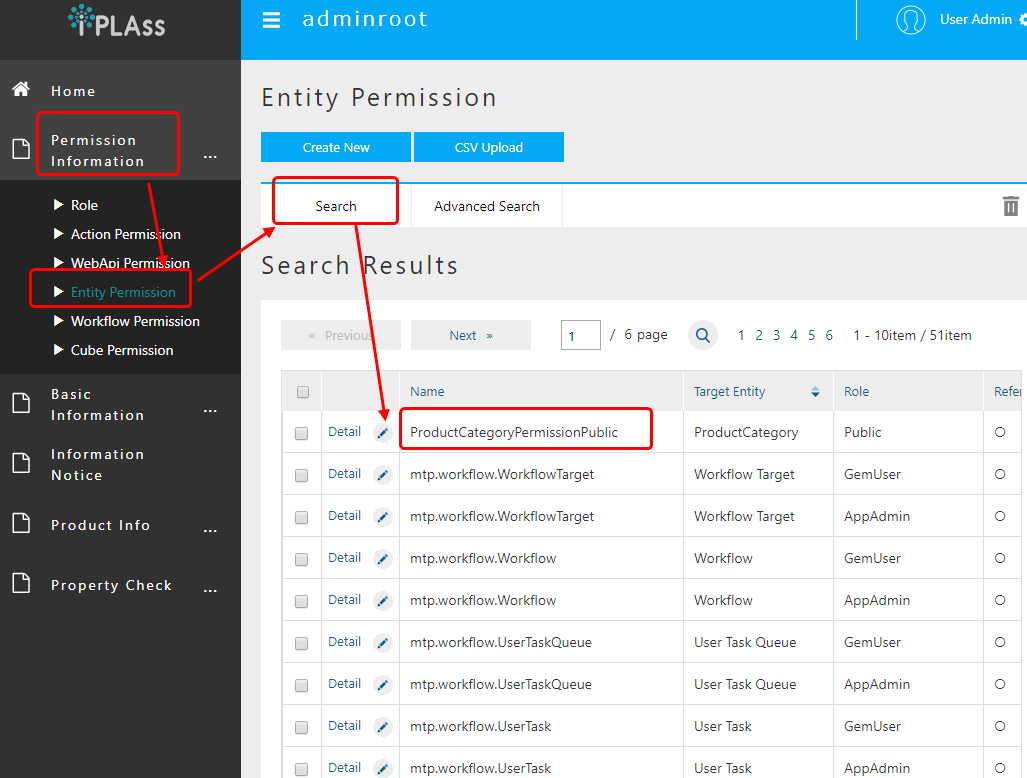 iPLAss
adminroot
User Admin
Home
Permission
Information
...
Role
Action Permission
WebApi Permission
Entity Permission
Workflow Permission
Cube Permission
Basic
Information
...
Information
Notice
Product Info
...
Property Check
...
Entity Permission
Create New
CSV Upload
Search
Advanced Search
Search Results
« Previous
Next »
1 / 6 page
1 2 3 4 5 6
1 - 10item / 51item
Name Target Entity Role Refer
Detail ProductCategoryPermissionPublic ProductCategory Public ○
Detail mtp.workflow.WorkflowTarget Workflow Target GemUser ○
Detail mtp.workflow.WorkflowTarget Workflow Target AppAdmin ○
Detail mtp.workflow.Workflow Workflow GemUser ○
Detail mtp.workflow.Workflow Workflow AppAdmin ○
Detail mtp.workflow.UserTaskQueue User Task Queue GemUser ○
Detail mtp.workflow.UserTaskQueue User Task Queue AppAdmin ○
Detail mtp.workflow.UserTask User Task GemUser ○
Detail mtp.workflow.UserTask User Task AppAdmin ○